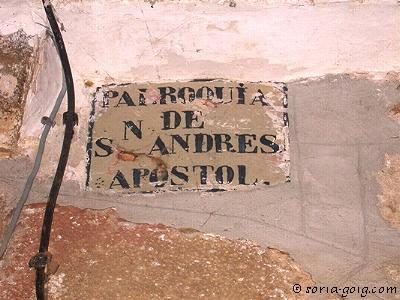 PARROQUIA
N DE
S. ANDRES
APOSTOL.
© soria-goig.com